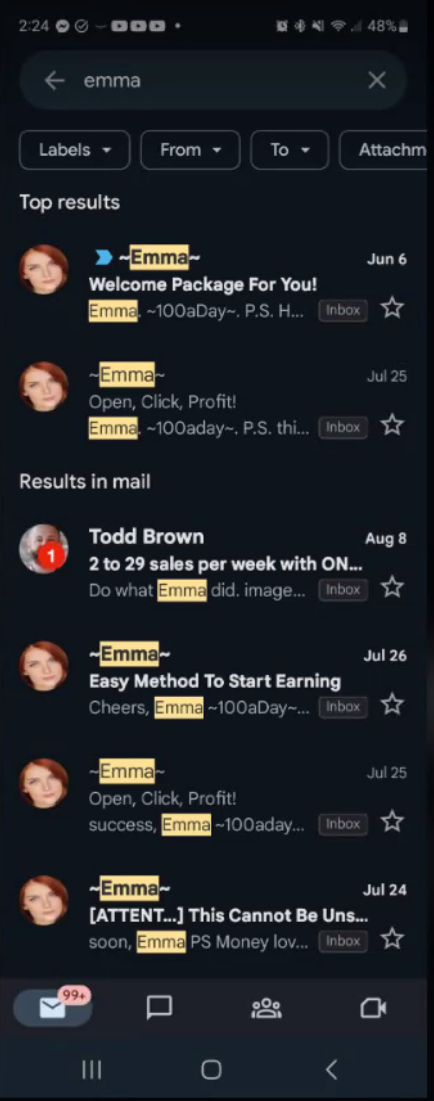 2:24 48%
emma
Labels From To Attachm
Top results
~Emma~ Jun 6
Welcome Package For You!
Emma. ~100aDay~. P.S. H... Inbox
~Emma~ Jul 25
Open, Click, Profit!
Emma. ~100aday~. P.S. thi... Inbox
Results in mail
Todd Brown Aug 8
1
2 to 29 sales per week with ON...
Do what Emma did. image... Inbox
~Emma~ Jul 26
Easy Method To Start Earning
Cheers, Emma ~100aDay~... Inbox
~Emma~ Jul 25
Open, Click, Profit!
success, Emma ~100aday... Inbox
~Emma~ Jul 24
[ATTENT...] This Cannot Be Uns...
soon, Emma PS Money lov... Inbox
99+